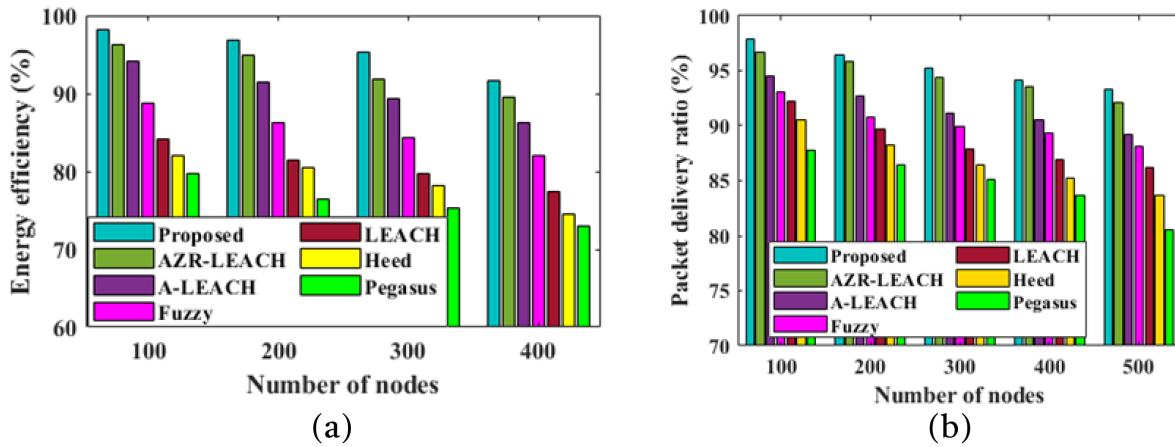 Energy efficiency (%)
100
90
80
70
60
Proposed
AZR-LEACH
A-LEACH
Fuzzy
LEACH
Heed
Pegasus
100 200 300 400
Number of nodes
(a)
Packet delivery ratio (%)
100
95
90
85
80
75
70
Proposed
AZR-LEACH
A-LEACH
Fuzzy
LEACH
Heed
Pegasus
100 200 300 400 500
Number of nodes
(b)